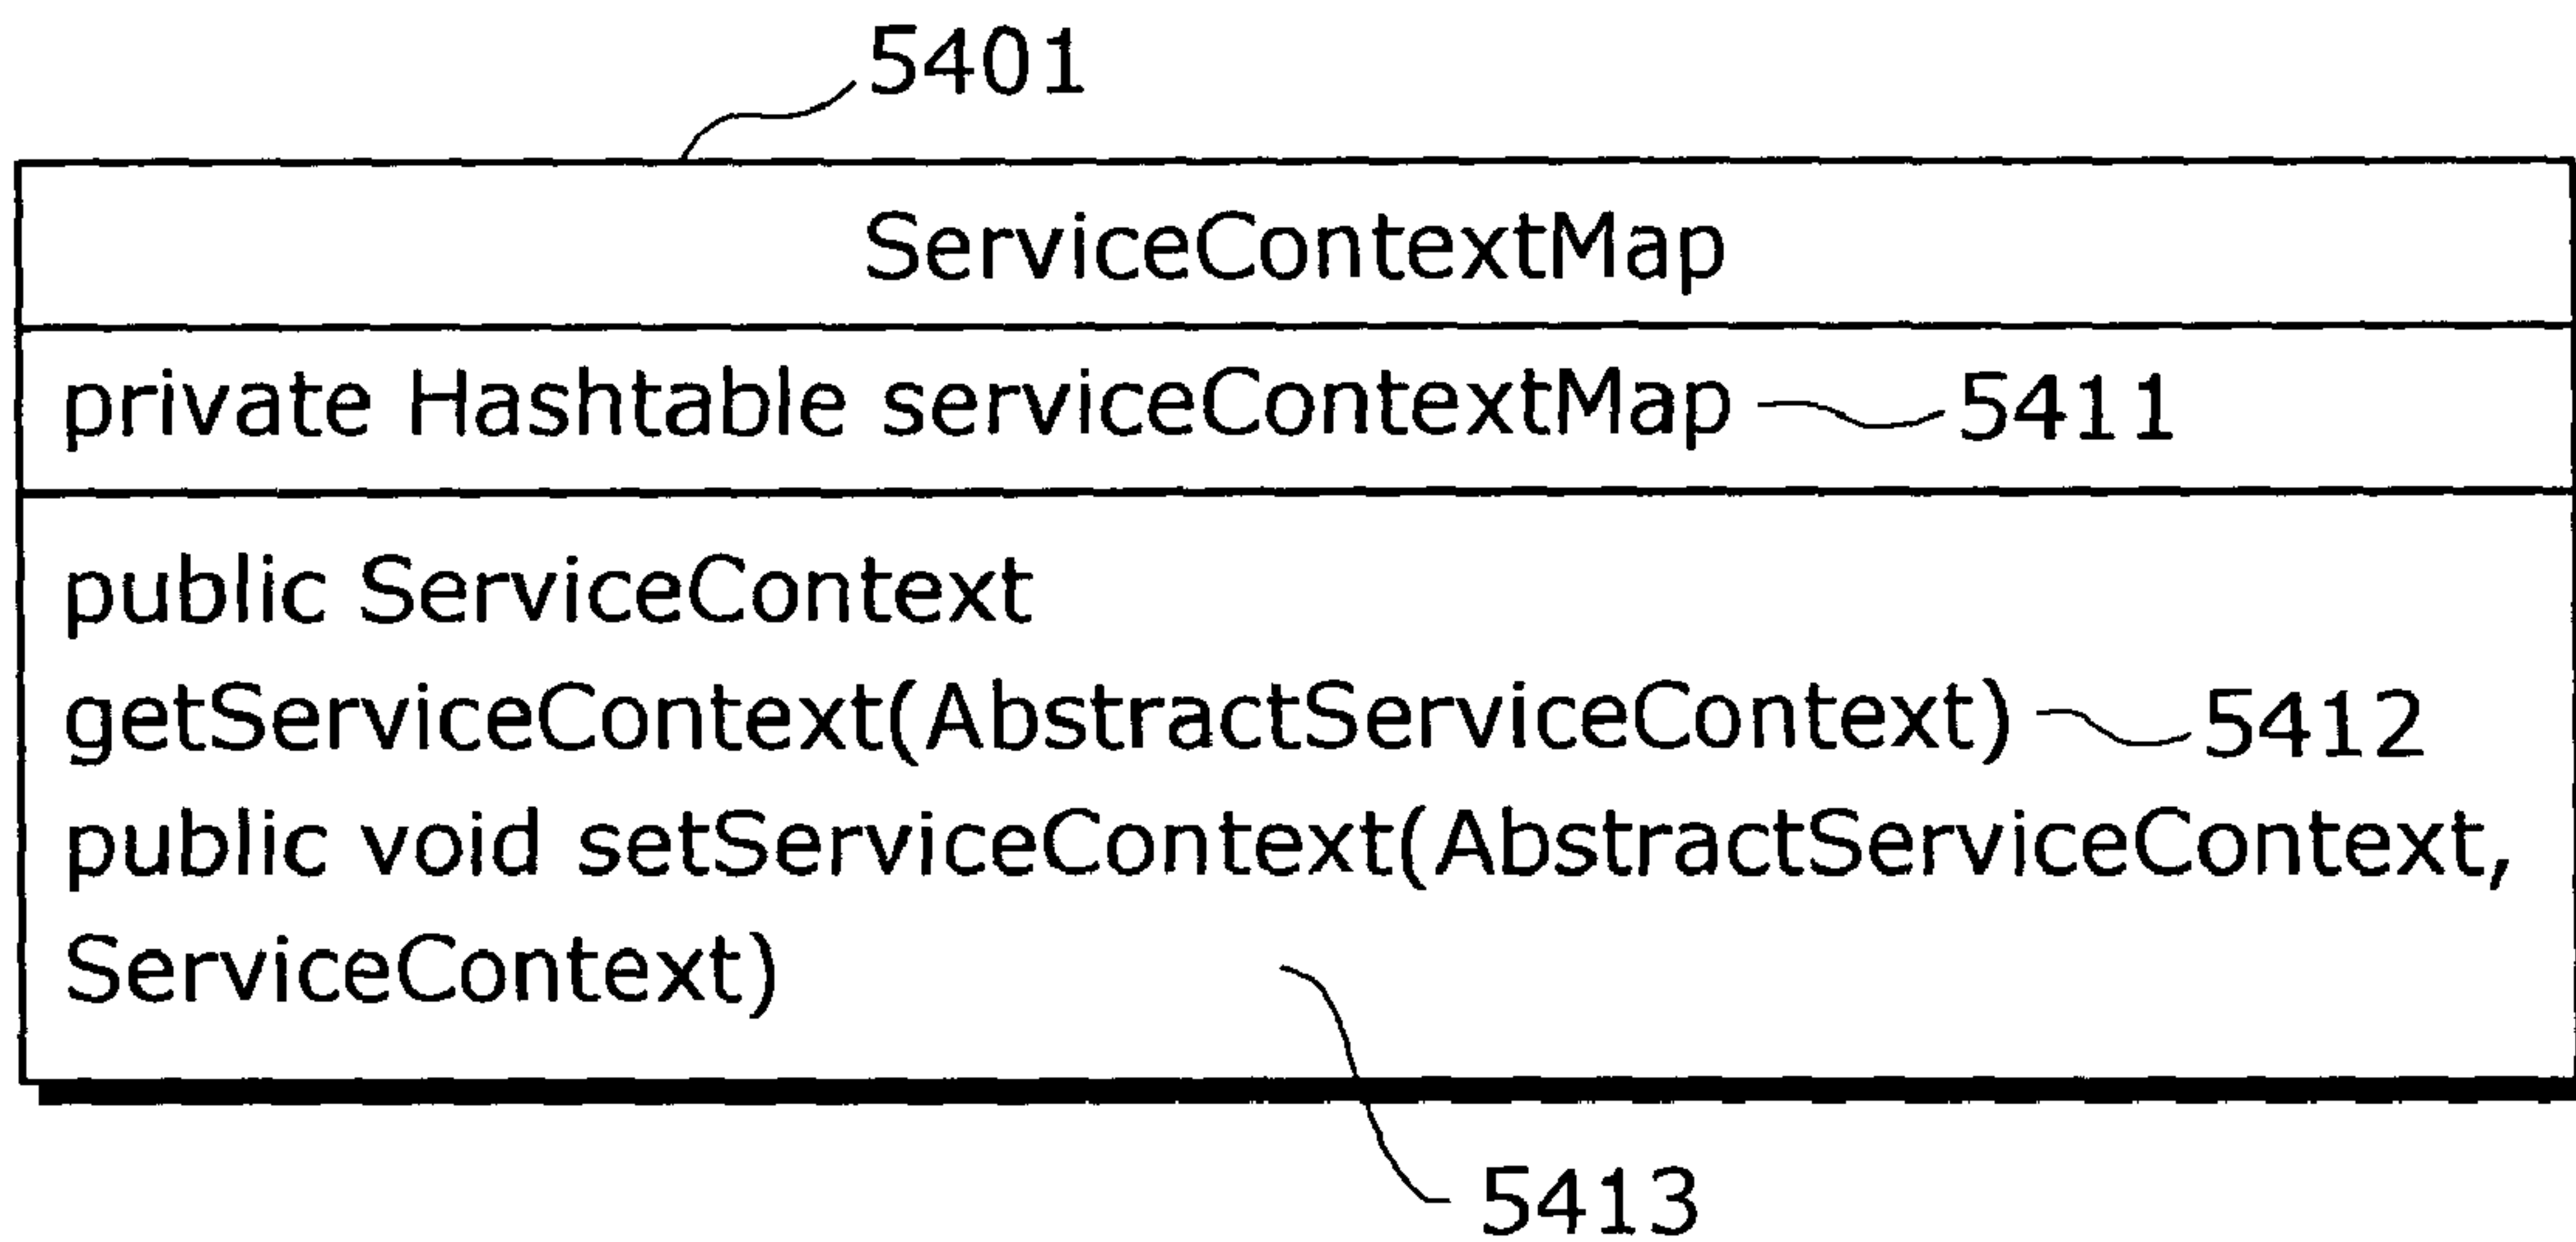 5401
ServiceContextMap
private Hashtable serviceContextMap 5411
public ServiceContext
getServiceContext(AbstractServiceContext) 5412
public void setServiceContext(AbstractServiceContext,
ServiceContext)
5413